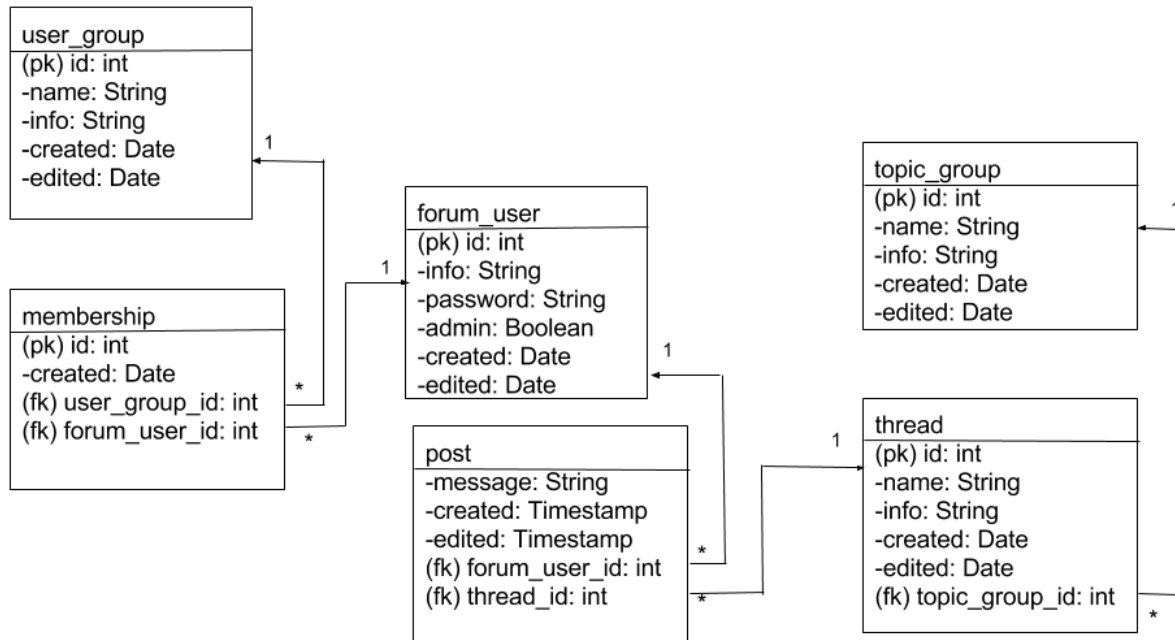 user_group
(pk) id: int
-name: String
-info: String
-created: Date
-edited: Date
1
membership
(pk) id: int
-created: Date
(fk) user_group_id: int
(fk) forum_user_id: int
*
*
1
forum_user
(pk) id: int
-info: String
-password: String
-admin: Boolean
-created: Date
-edited: Date
1
post
-message: String
-created: Timestamp
-edited: Timestamp
(fk) forum_user_id: int
(fk) thread_id: int
*
*
1
topic_group
(pk) id: int
-name: String
-info: String
-created: Date
-edited: Date
thread
(pk) id: int
-name: String
-info: String
-created: Date
-edited: Date
(fk) topic_group_id: int
*